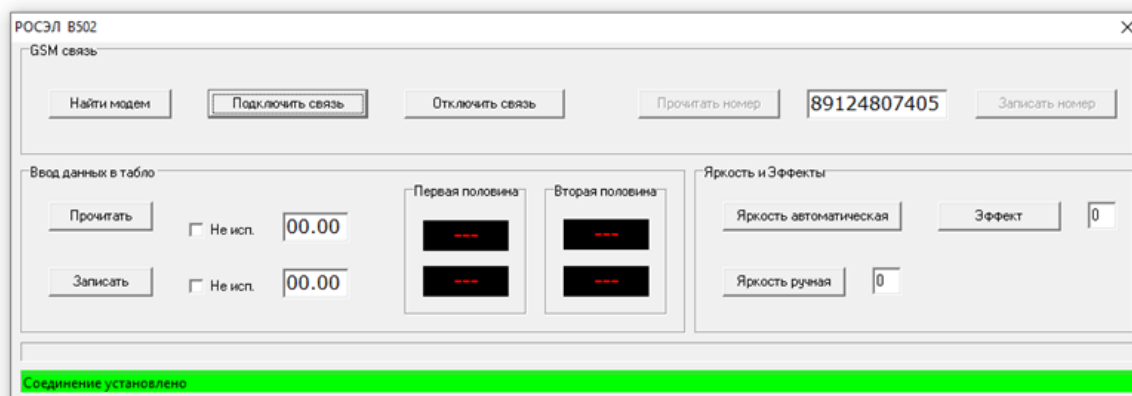 РОСЭЛ В502
GSM связь
Найти модем
Подключить связь
Отключить связь
Прочитать номер
89124807405
Записать номер
Ввод данных в табло
Прочитать
Не исп.
00.00
Записать
Не исп.
00.00
Первая половина
---
---
Вторая половина
---
---
Яркость и Эффекты
Яркость автоматическая
Эффект
0
Яркость ручная
0
Соединение установлено